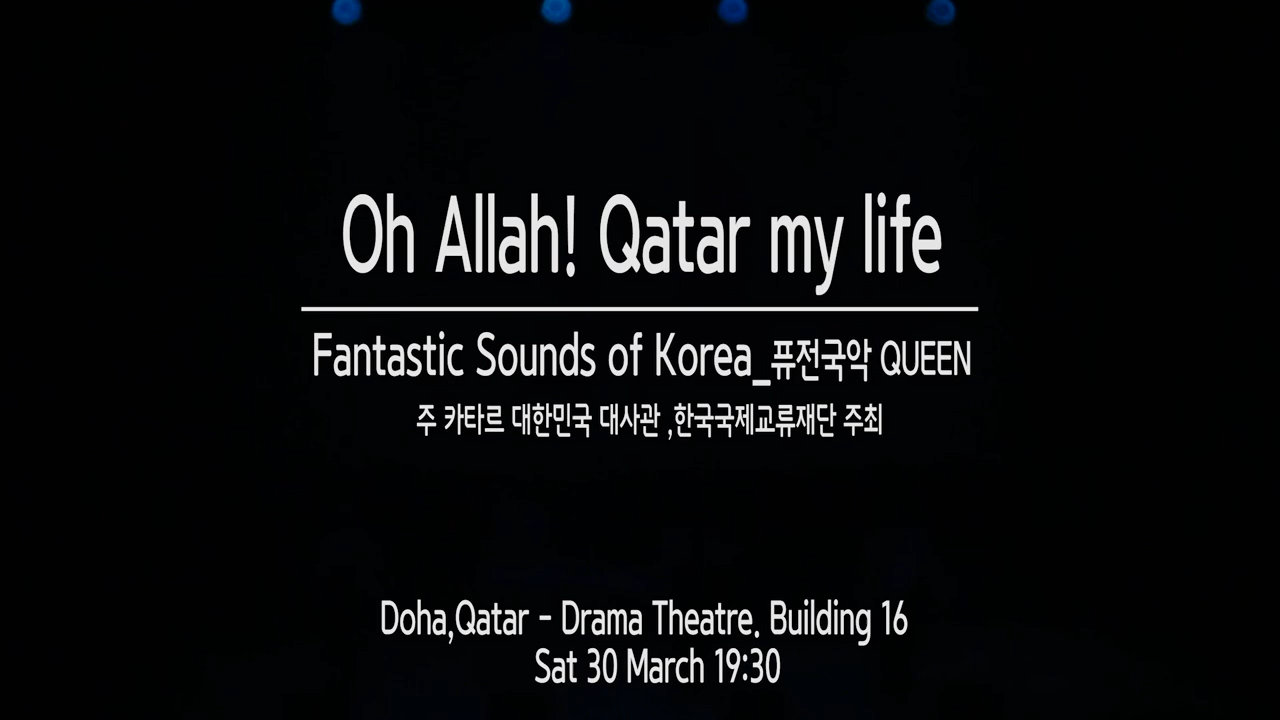 Oh Allah! Qatar my life
Fantastic Sounds of Korea_퓨전국악 QUEEN
주 카타르 대한민국 대사관 ,한국국제교류재단 주최
Doha,Qatar - Drama Theatre. Building 16
Sat 30 March 19:30